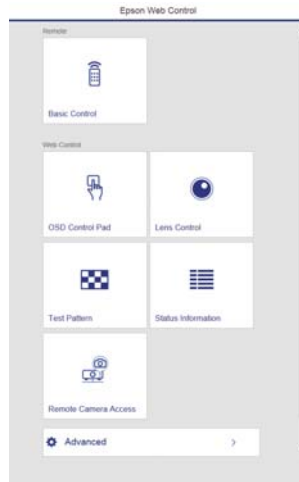 Epson Web Control
Remote
Basic Control
Web Control
OSD Control Pad
Lens Control
Test Pattern
Status Information
Remote Camera Access
Advanced